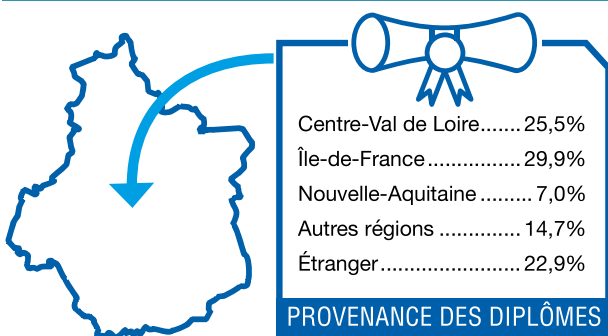 Centre-Val de Loire....... 25,5%
Île-de-France ................ 29,9%
Nouvelle-Aquitaine ......... 7,0%
Autres régions .............. 14,7%
Étranger........................ 22,9%
PROVENANCE DES DIPLÔMES